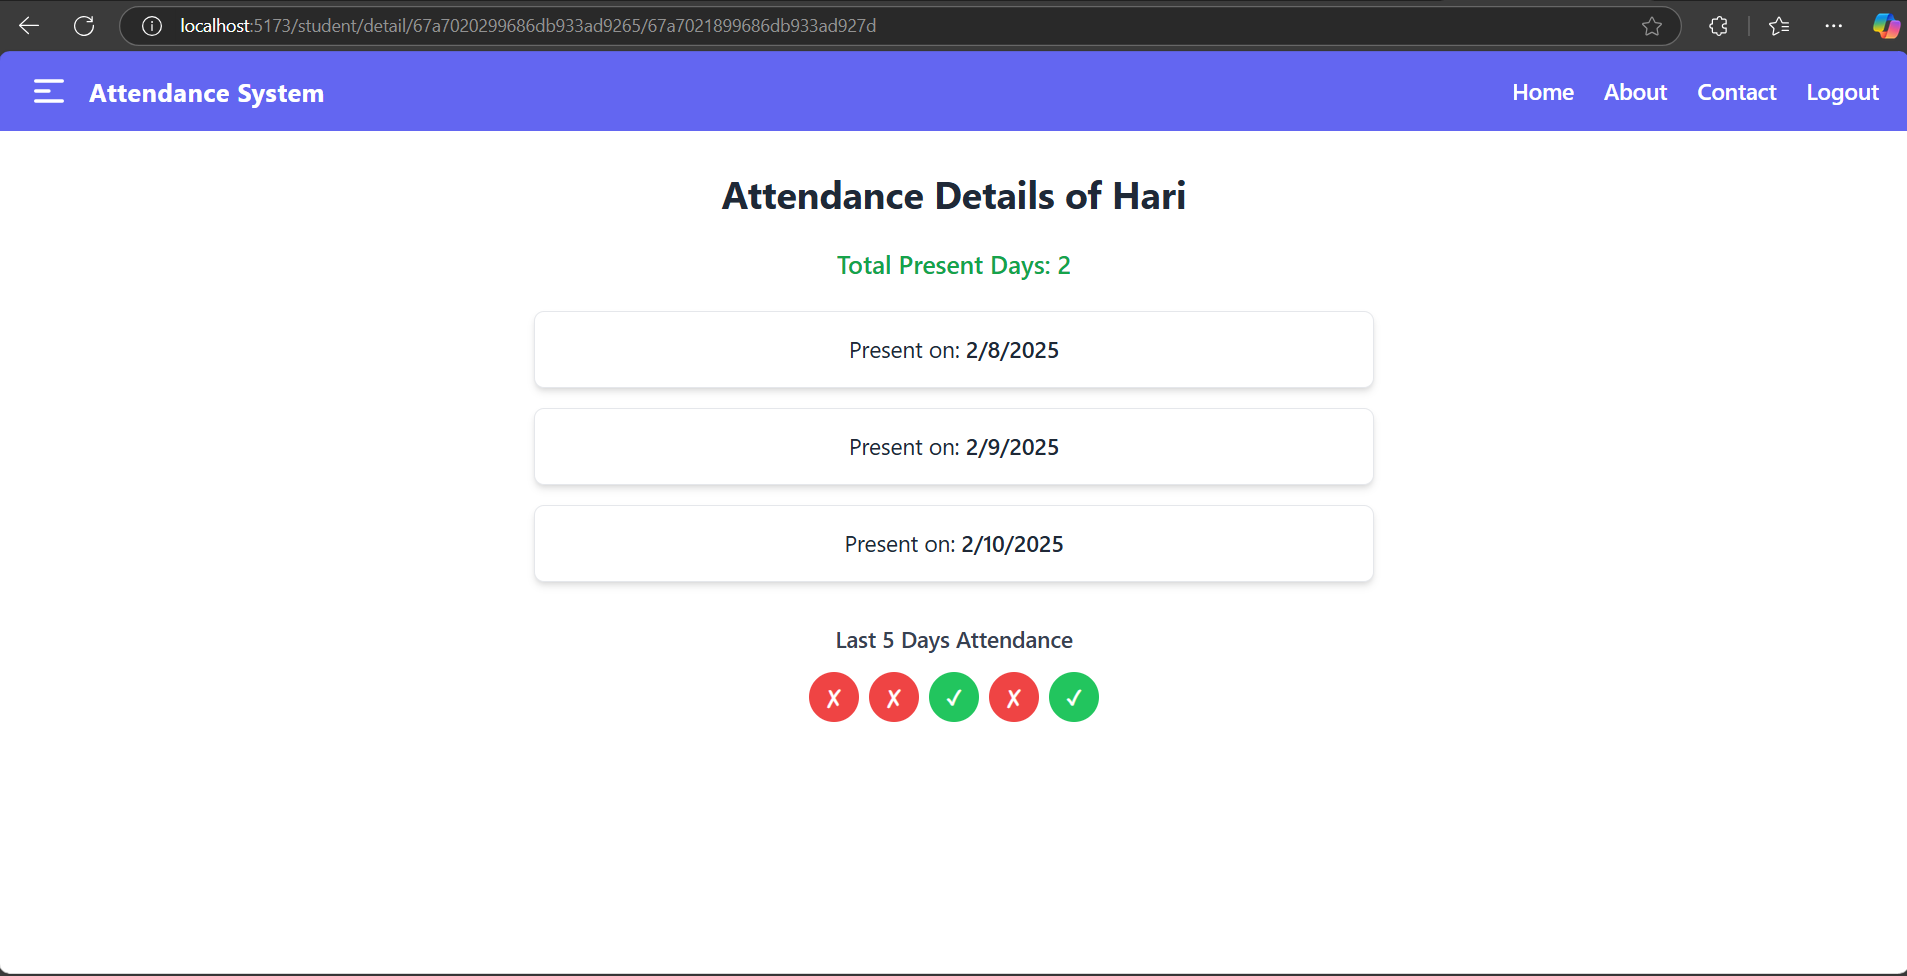 localhost:5173/student/detail/67a7020299686db933ad9265/67a7021899686db933ad927d
Attendance System
Home About Contact Logout
Attendance Details of Hari
Total Present Days: 2
Present on: 2/8/2025
Present on: 2/9/2025
Present on: 2/10/2025
Last 5 Days Attendance
✗ ✗ ✓ ✗ ✓